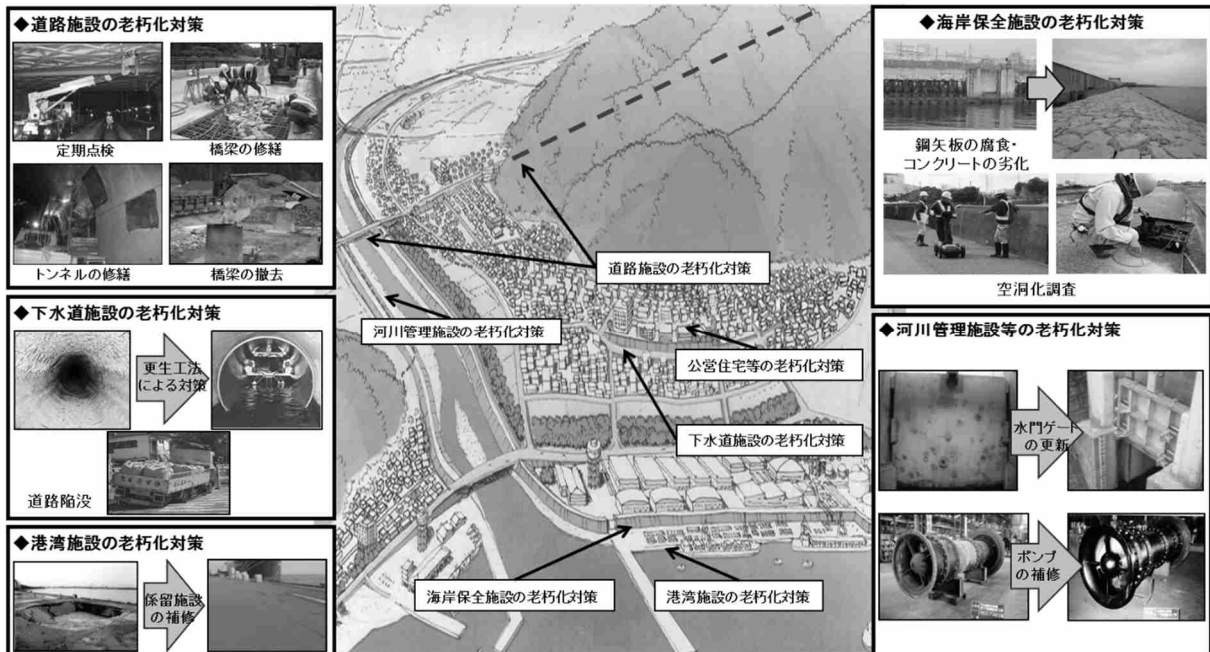 ◆道路施設の老朽化対策
定期点検
橋梁の修繕
トンネルの修繕
橋梁の撤去
◆下水道施設の老朽化対策
更生工法
による対策
道路陥没
◆港湾施設の老朽化対策
係留施設
の補修
道路施設の老朽化対策
河川管理施設の老朽化対策
公営住宅等の老朽化対策
下水道施設の老朽化対策
海岸保全施設の老朽化対策
港湾施設の老朽化対策
◆海岸保全施設の老朽化対策
鋼矢板の腐食・
コンクリートの劣化
空洞化調査
◆河川管理施設等の老朽化対策
水門ゲート
の更新
ポンプ
の補修